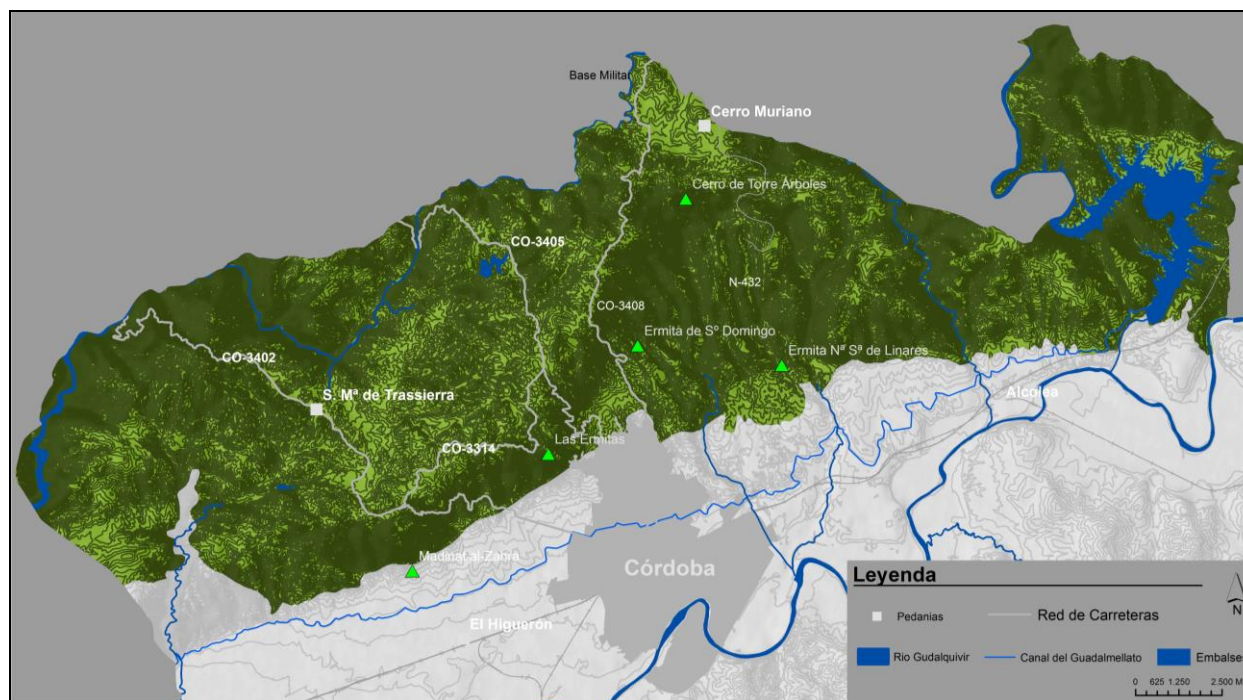 Base Militar
Cerro Muriano
Cerro de Torre Árboles
CO-3405
N-432
CO-3408
Ermita de Sº Domingo
CO-3402
Ermita Nª Sª de Linares
S. Mª de Trassierra
Alcolea
Las Ermitas
CO-3314
Madinat al-Zahra
Córdoba
El Higuerón
Leyenda
N
Pedanias
Red de Carreteras
Rio Gudalquivir
Canal del Guadalmellato
Embalses
0 625 1.250 2.500 M